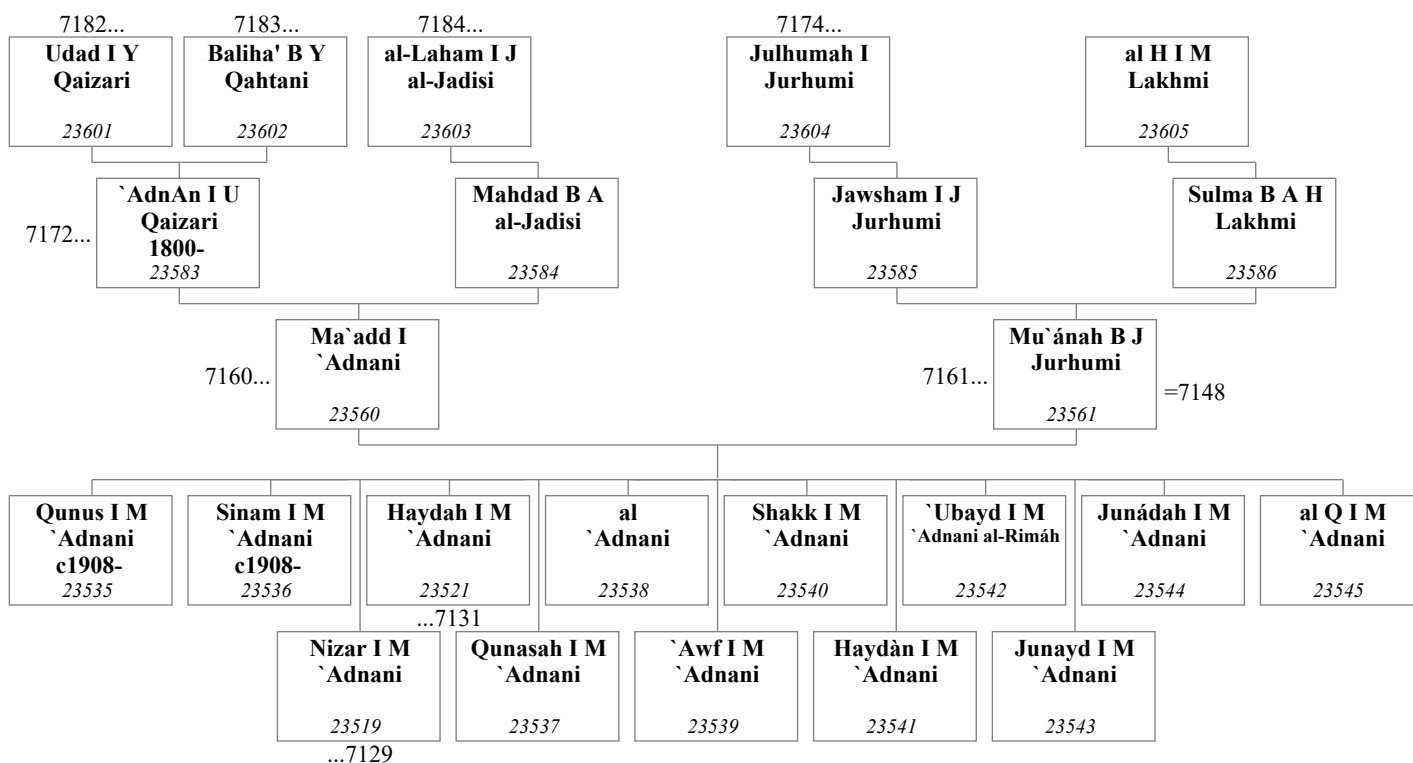 7182...
Udad I Y
Qaizari
23601
7183...
Baliha' B Y
Qahtani
23602
7184...
al-Laham I J
al-Jadisi
23603
7174...
Julhumah I
Jurhumi
23604
al H I M
Lakhmi
23605
7172...
`AdnAn I U
Qaizari
1800-
23583
Mahdad B A
al-Jadisi
23584
Jawsham I J
Jurhumi
23585
Sulma B A H
Lakhmi
23586
7160...
Ma`add I
`Adnani
23560
7161...
Mu`ánah B J
Jurhumi
23561
=7148
Qunus I M
`Adnani
c1908-
23535
Sinam I M
`Adnani
c1908-
23536
Haydah I M
`Adnani
23521
...7131
al
`Adnani
23538
Shakk I M
`Adnani
23540
`Ubayd I M
`Adnani al-Rimáh
23542
Junádah I M
`Adnani
23544
al Q I M
`Adnani
23545
Nizar I M
`Adnani
23519
...7129
Qunasah I M
`Adnani
23537
`Awf I M
`Adnani
23539
Haydàn I M
`Adnani
23541
Junayd I M
`Adnani
23543